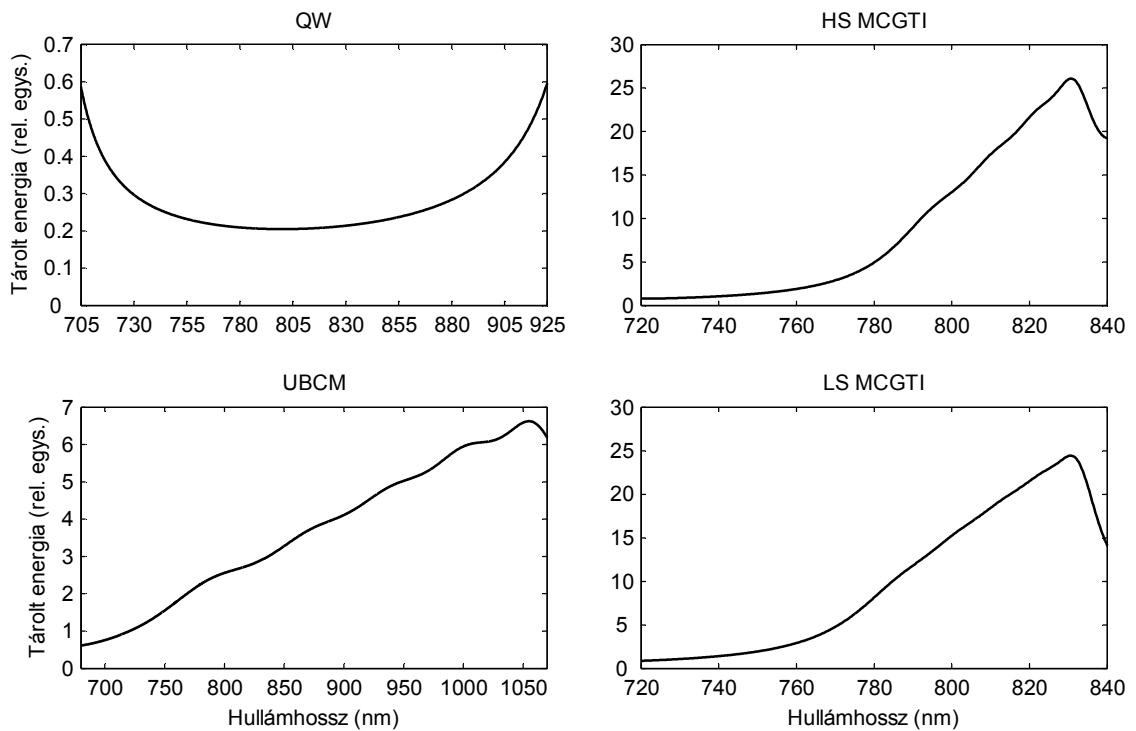 QW
Tárolt energia (rel. egys.)
0.7
0.6
0.5
0.4
0.3
0.2
0.1
0
705 730 755 780 805 830 855 880 905 925
HS MCGTI
30
25
20
15
10
5
0
720 740 760 780 800 820 840
UBCM
Tárolt energia (rel. egys.)
7
6
5
4
3
2
1
0
700 750 800 850 900 950 1000 1050
Hullámhossz (nm)
LS MCGTI
30
25
20
15
10
5
0
720 740 760 780 800 820 840
Hullámhossz (nm)